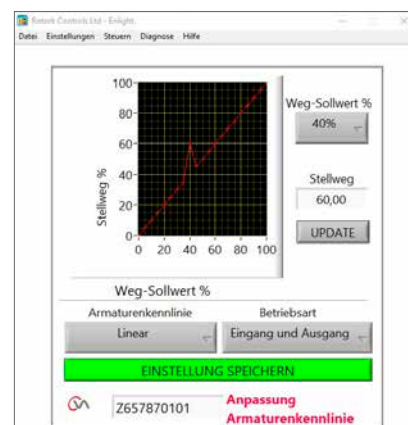 Rotork Controls Ltd - Enlight.
Datei Einstellungen Steuern Diagnose Hilfe
100
80
60
40
20
0
Stellweg %
0 20 40 60 80 100
Weg-Sollwert %
Weg-Sollwert %
40%
Stellweg
60,00
UPDATE
Armaturenkennlinie
Linear
Betriebsart
Eingang und Ausgang
EINSTELLUNG SPEICHERN
Z657870101
Anpassung
Armaturenkennlinie